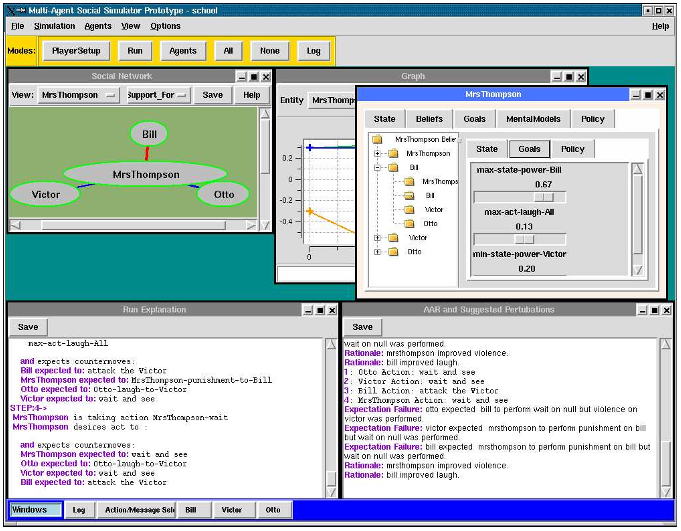 Multi-Agent Social Simulator Prototype - school
File Simulation Agents View Options Help
Modes: PlayerSetup Run Agents All None Log
Social Network
View: MrsThompson Support_For Save Help
Bill
MrsThompson
Victor Otto
Graph
Entity MrsThomps
0.2
0
-0.2
-0.4
0
MrsThompson
State Beliefs Goals MentalModels Policy
MrsThompson Belief
MrsThompson
Bill
MrsThomps
Bill
Victor
Otto
Victor
Otto
State Goals Policy
max-state-power-Bill
0.67
max-act-laugh-All
0.13
min-state-power-Victor
0.20
Run Explanation
Save
max-act-laugh-All
and expects countermoves:
Bill expected to: attack the Victor
MrsThompson expected to: MrsThonpson-punishment-to-Bill
Otto expected to: Otto-laugh-to-Victor
Victor expected to: wait and see
STEP:4->
MrsThompson is taking action MrsThompson-wait
MrsThompson desires act to :
and expects countermoves:
MrsThompson expected to: wait and see
Otto expected to: Otto-laugh-to-Victor
Victor expected to: wait and see
Bill expected to: attack the Victor
AAR and Suggested Pertubations
Save
wait on null was performed.
Rationale: mrsthompson improved violence.
Rationale: bill improved laugh.
1: Otto Action: wait and see
2: Victor Action: wait and see
3: Bill Action: attack the Victor
4: MrsThompson Action: wait and see
Expectation Failure: otto expected bill to perform wait on null but violence on
victor was performed.
Expectation Failure: victor expected mrsthompson to perform punishment on bill
but wait on null was performed.
Expectation Failure: bill expected mrsthompson to perform punishment on bill but
wait on null was performed.
Rationale: mrsthompson improved violence.
Rationale: bill improved laugh.
Windows Log Action/Message Sele Bill Victor Otto